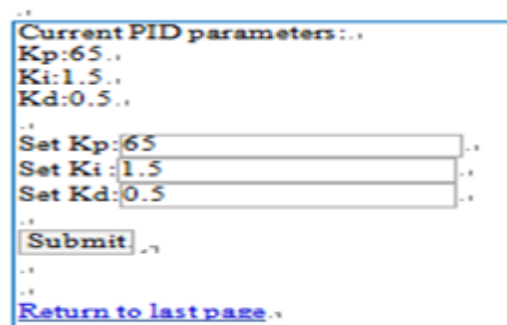 Current PID parameters:
Kp:65
Ki:1.5
Kd:0.5
Set Kp: 65
Set Ki : 1.5
Set Kd: 0.5
Submit
Return to last page